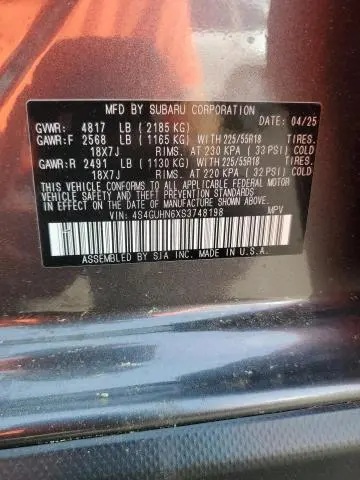 MFD BY SUBARU CORPORATION
GVWR: 4817 LB (2185 KG) DATE: 04/25
GAWR:F 2568 LB (1165 KG) WITH 225/55R18 TIRES.
18X7J RIMS. AT 230 KPA (33 PSI) COLD
GAWR:R 2491 LB (1130 KG) WITH 225/55R18 TIRES.
18X7J RIMS. AT 220 KPA (32 PSI) COLD
THIS VEHICLE CONFORMS TO ALL APPLICABLE
FEDERAL MOTOR VEHICLE SAFETY, BUMPER, AND
THEFT PREVENTION STANDARDS IN EFFECT ON THE
DATE OF MANUFACTURE SHOWN ABOVE.
VIN: 4S4GUHN6XS3748198 MPV
ASSEMBLED BY SIA INC. MADE IN U.S.A.